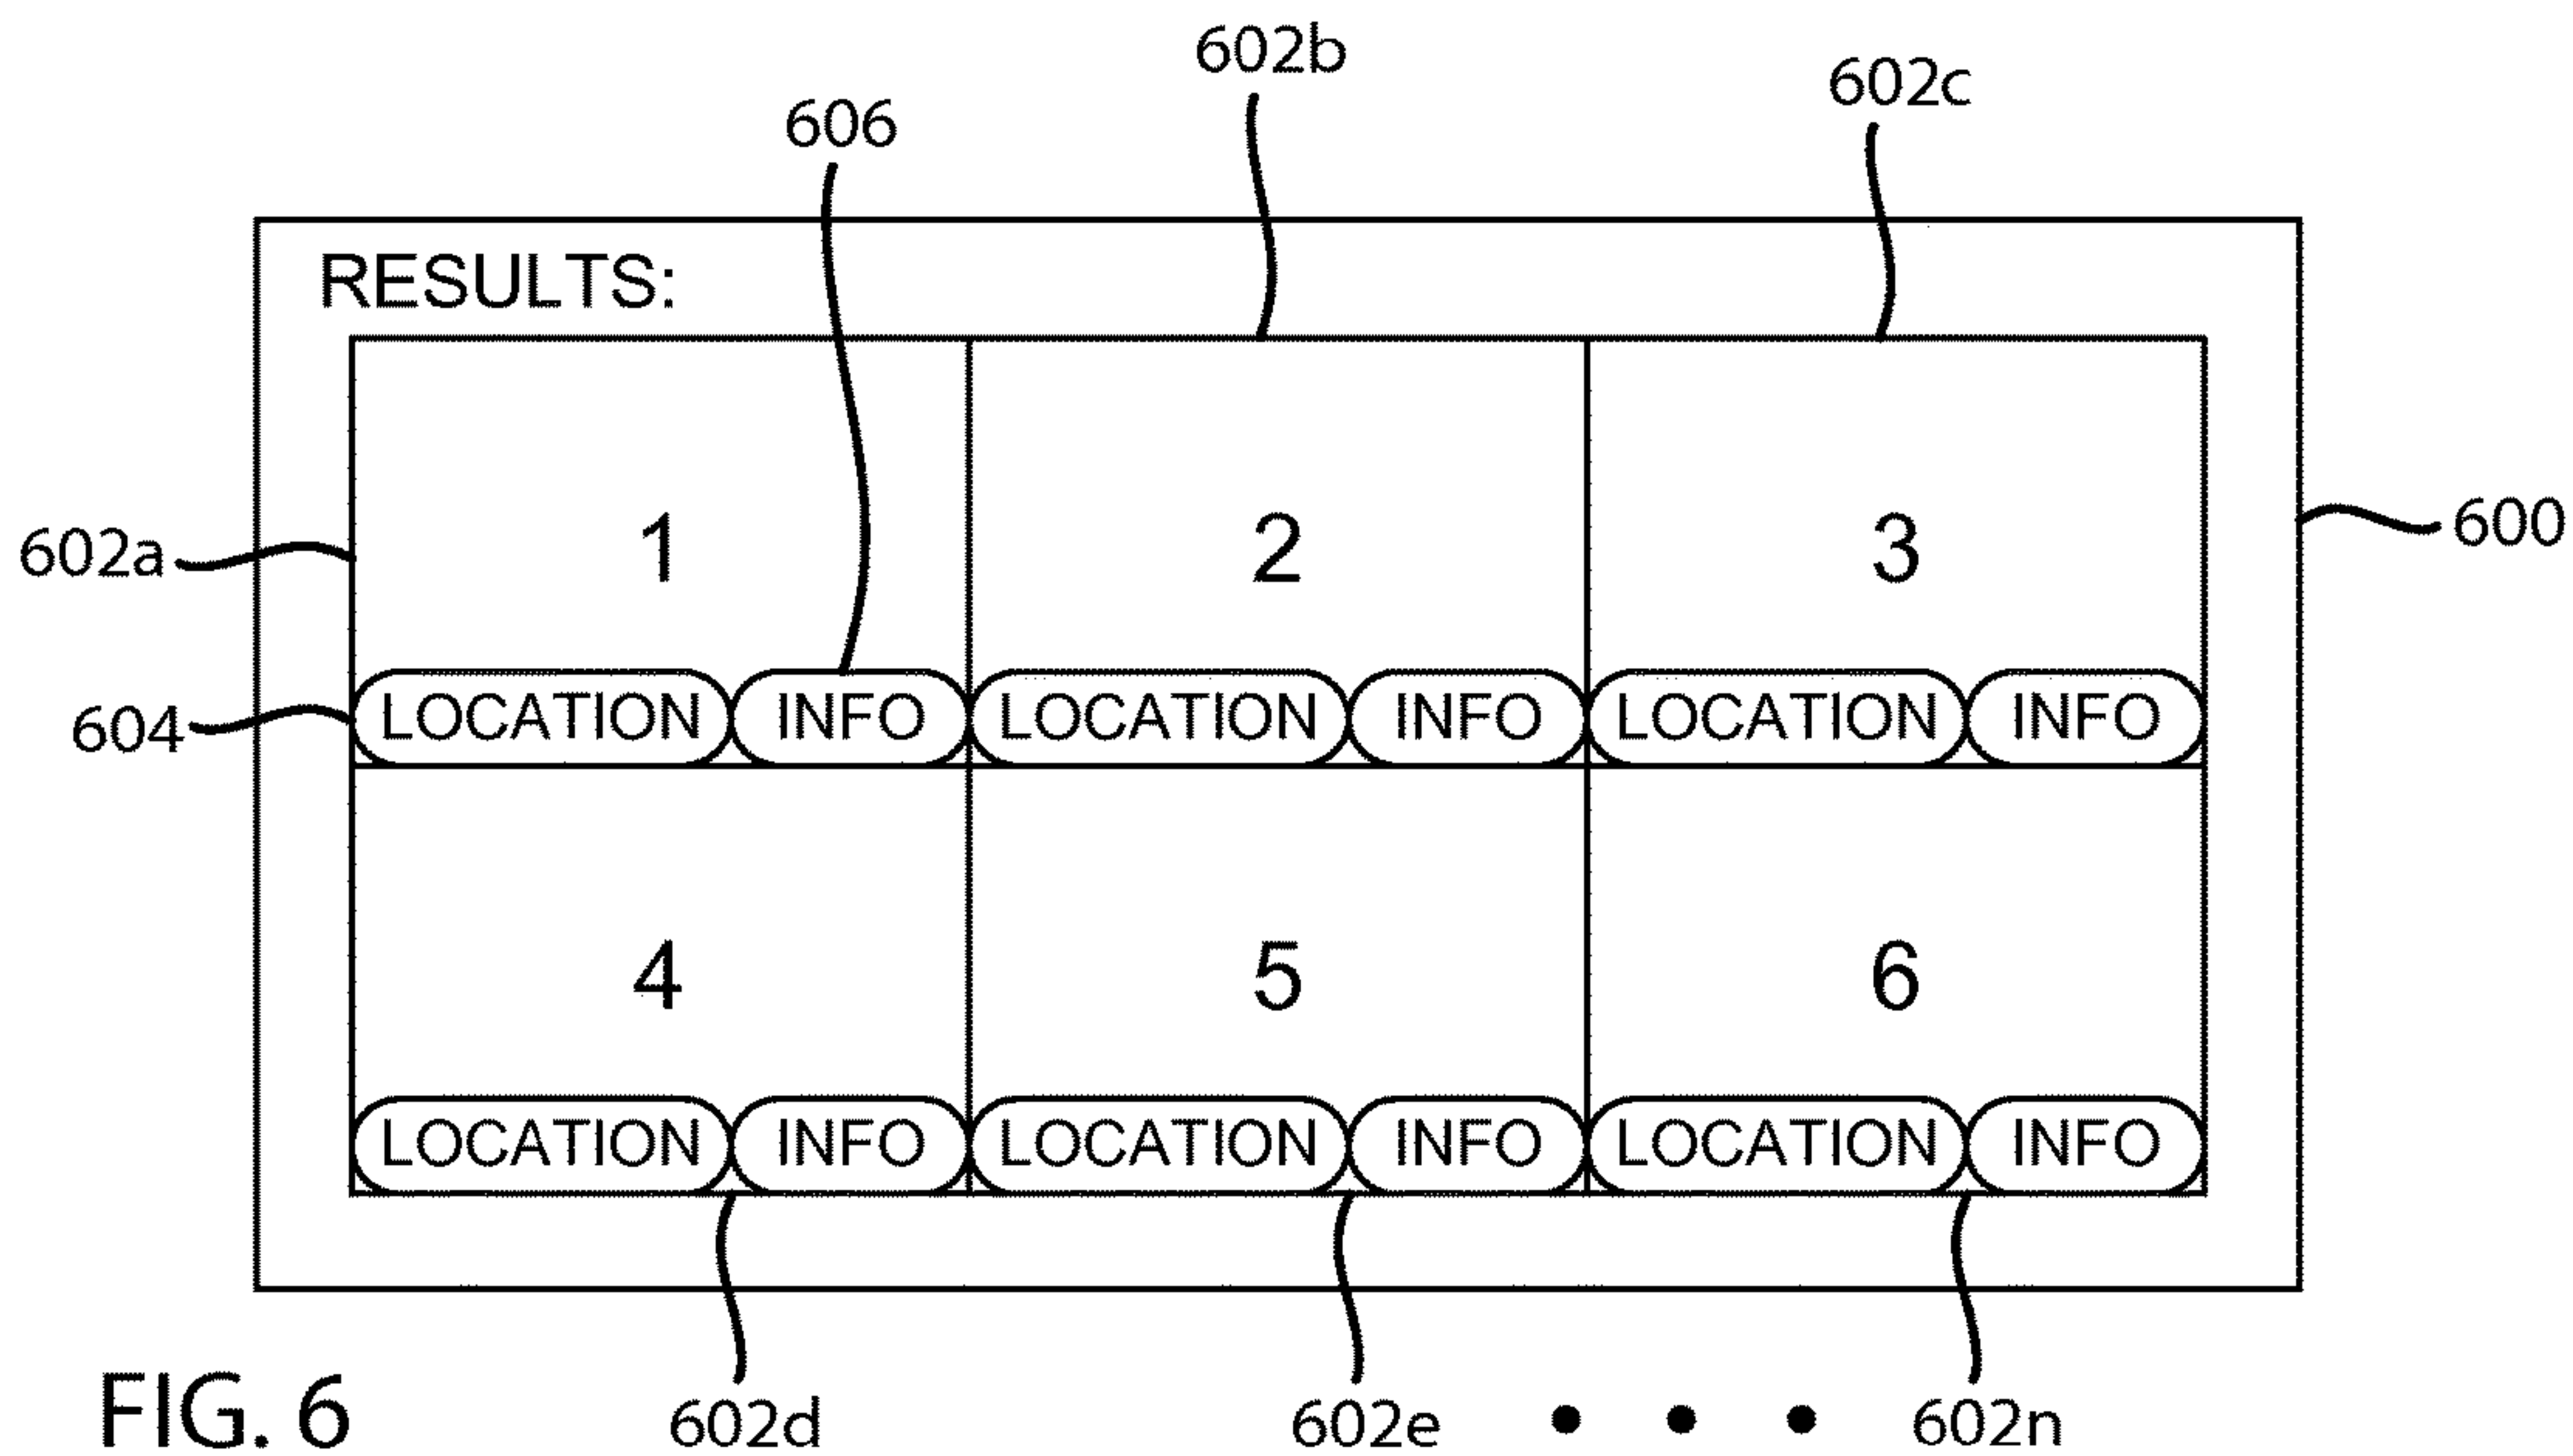 602b
602c
606
RESULTS:
602a
1
2
3
600
604
LOCATION INFO LOCATION INFO LOCATION INFO
4
5
6
LOCATION INFO LOCATION INFO LOCATION INFO
FIG. 6
602d
602e • • • 602n